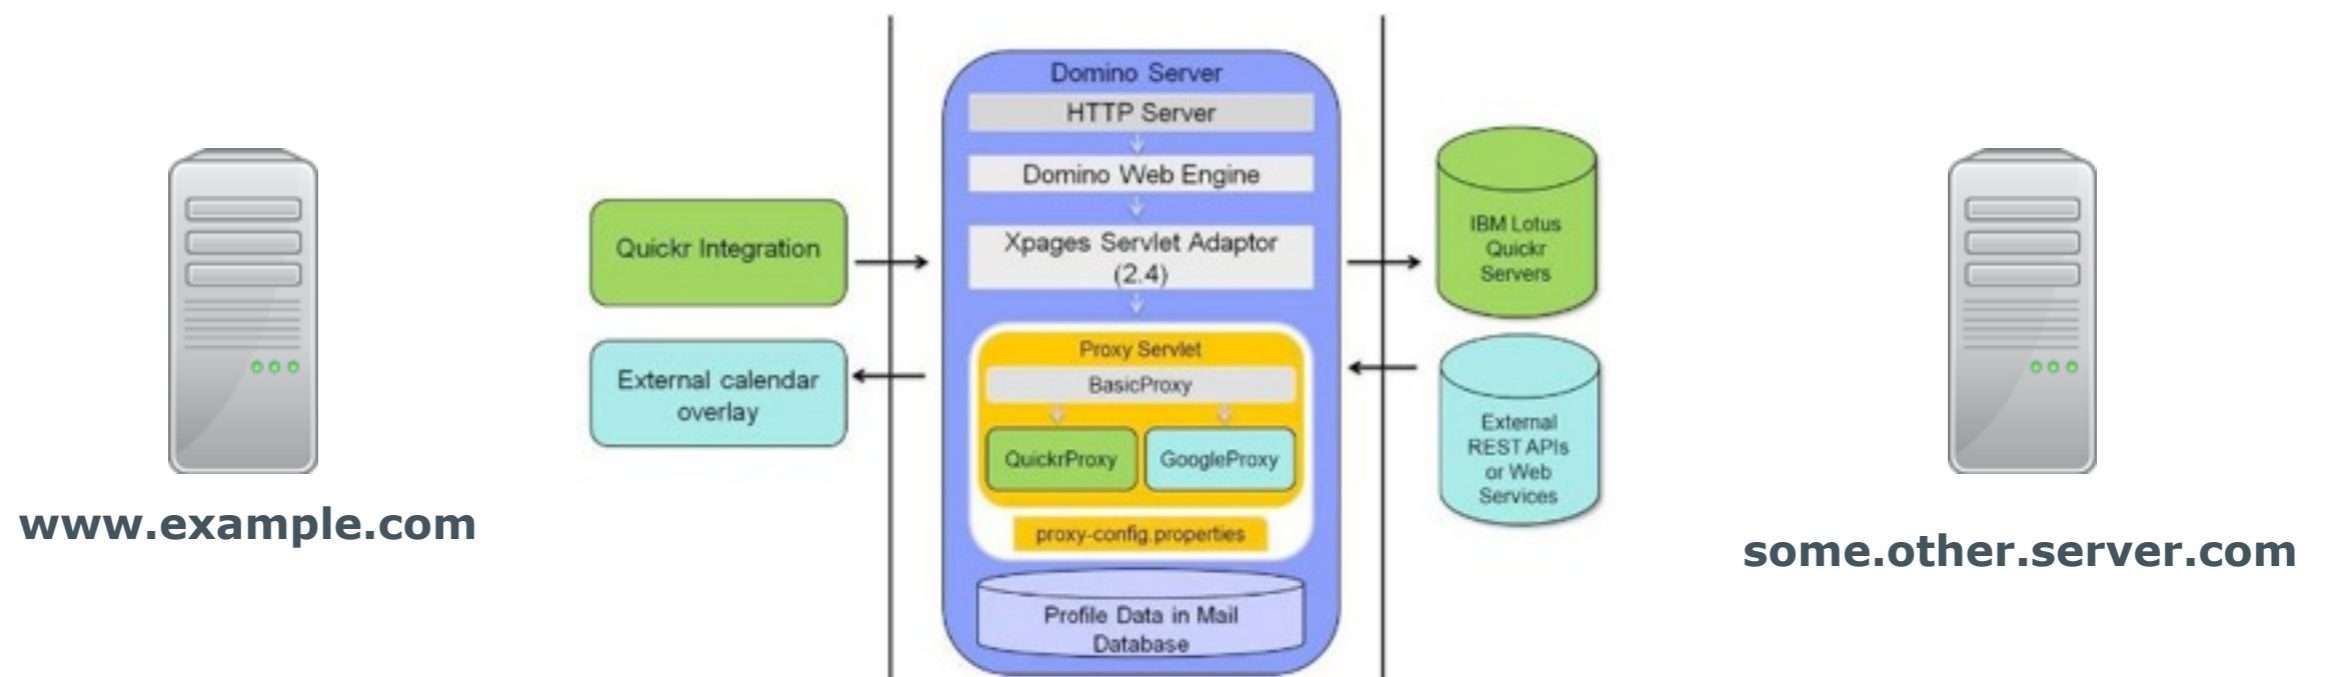 Domino Server
HTTP Server
Domino Web Engine
Xpages Servlet Adaptor
(2.4)
Proxy Servlet
BasicProxy
QuickrProxy
GoogleProxy
proxy-config.properties
Profile Data in Mail
Database
Quickr Integration
External calendar
overlay
IBM Lotus
Quickr
Servers
External
REST APIs
or Web
Services
www.example.com
some.other.server.com